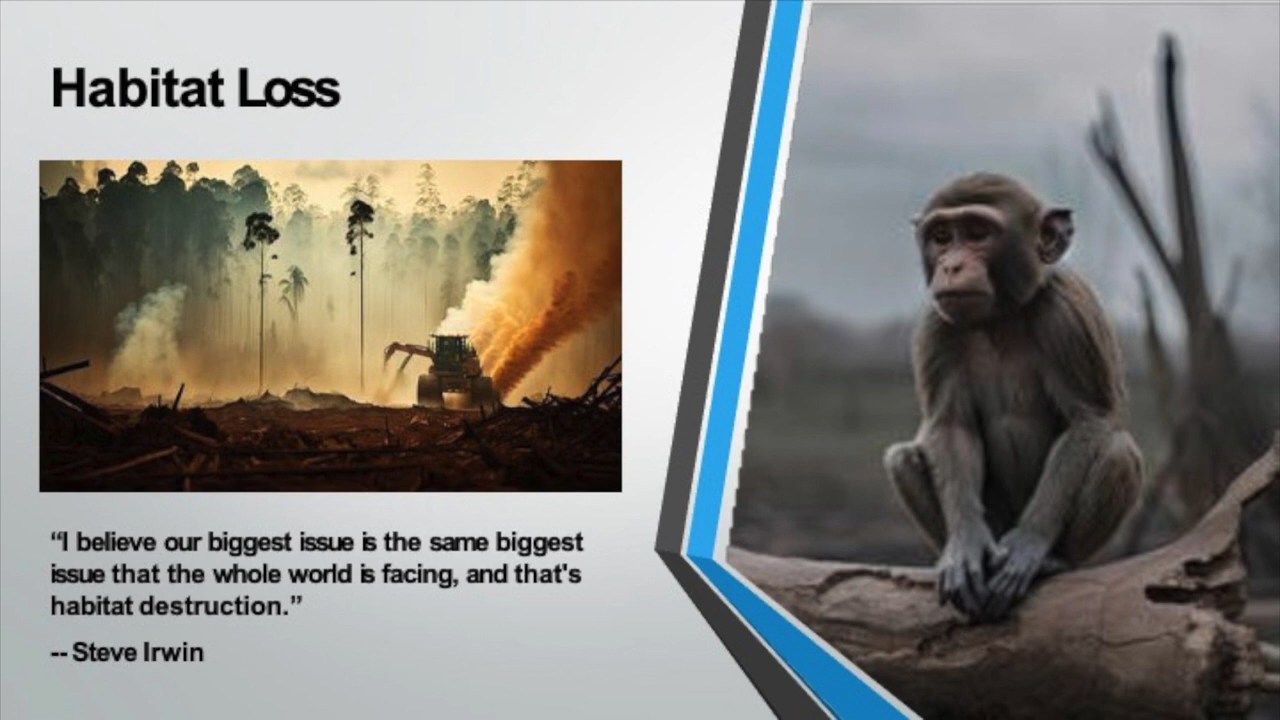 Habitat Loss
“I believe our biggest issue is the same biggest
issue that the whole world is facing, and that's
habitat destruction.”
-- Steve Irwin